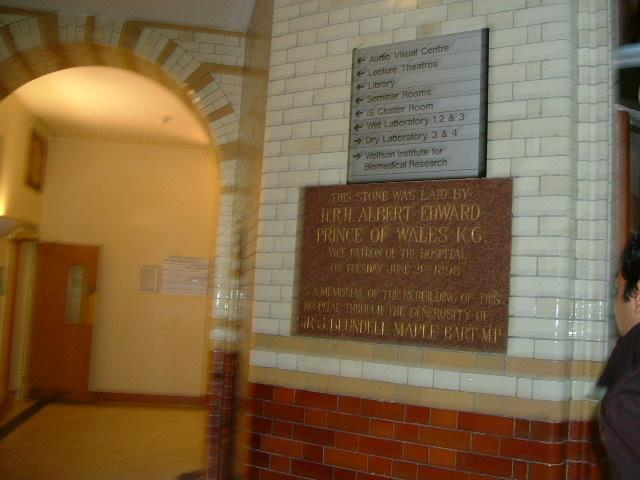 ← Audio Visual Centre
← Lecture Theatres
← Library
← Seminar Rooms
← IS Cluster Room
← Wet Laboratory 1 2 & 3
→ Dry Laboratory 3 & 4
→ Wolfson Institute for
Biomedical Research
THIS STONE WAS LAID BY
H.R.H. ALBERT EDWARD
PRINCE OF WALES K.G.
VICE PATRON OF THE HOSPITAL
ON TUESDAY JUNE 21ST 1898
AS A MEMORIAL OF THE REBUILDING OF THIS
HOSPITAL THROUGH THE GENEROSITY OF
SIR J. BLUNDELL MAPLE BART M.P.